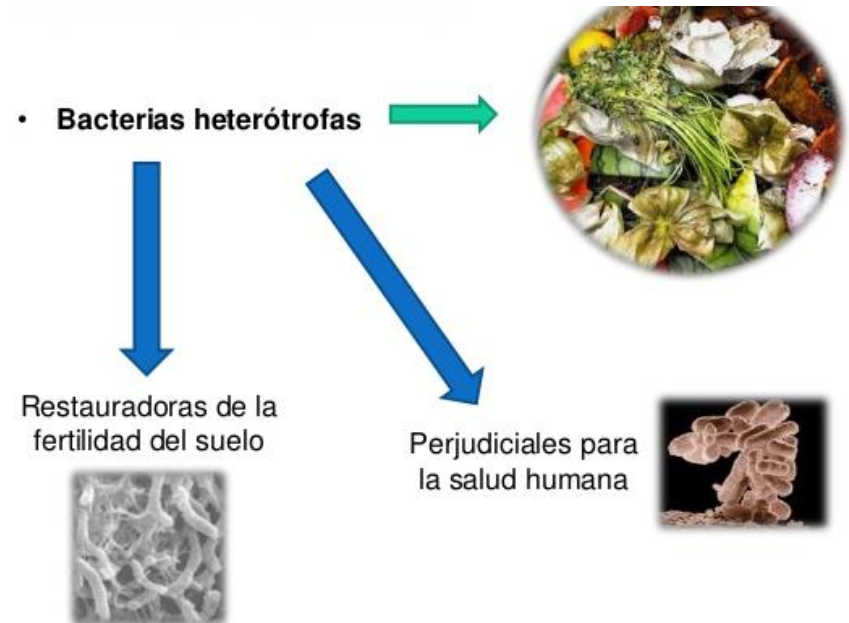 • Bacterias heterótrofas
Restauradoras de la
fertilidad del suelo
Perjudiciales para
la salud humana